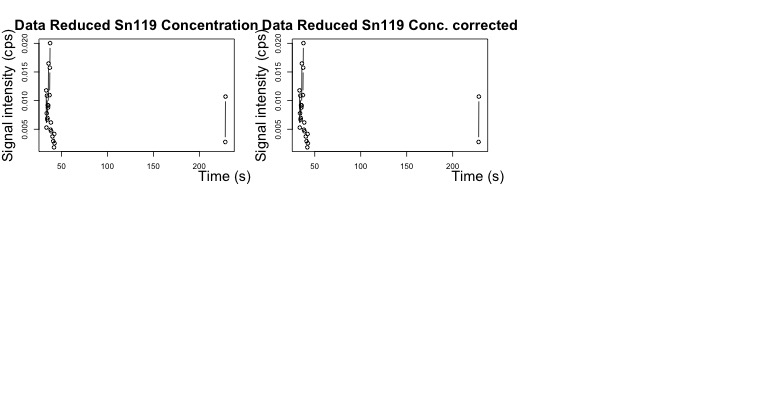 Data Reduced Sn119 Concentration
Signal intensity (cps)
0.005 0.010 0.015 0.020
50 100 150 200
Time (s)
Data Reduced Sn119 Conc. corrected
Signal intensity (cps)
0.005 0.010 0.015 0.020
50 100 150 200
Time (s)